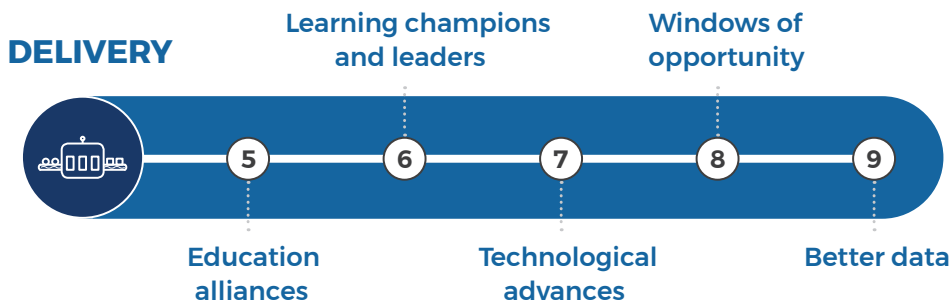 DELIVERY
Learning champions
and leaders
Windows of
opportunity
5
6
7
8
9
Education
alliances
Technological
advances
Better data